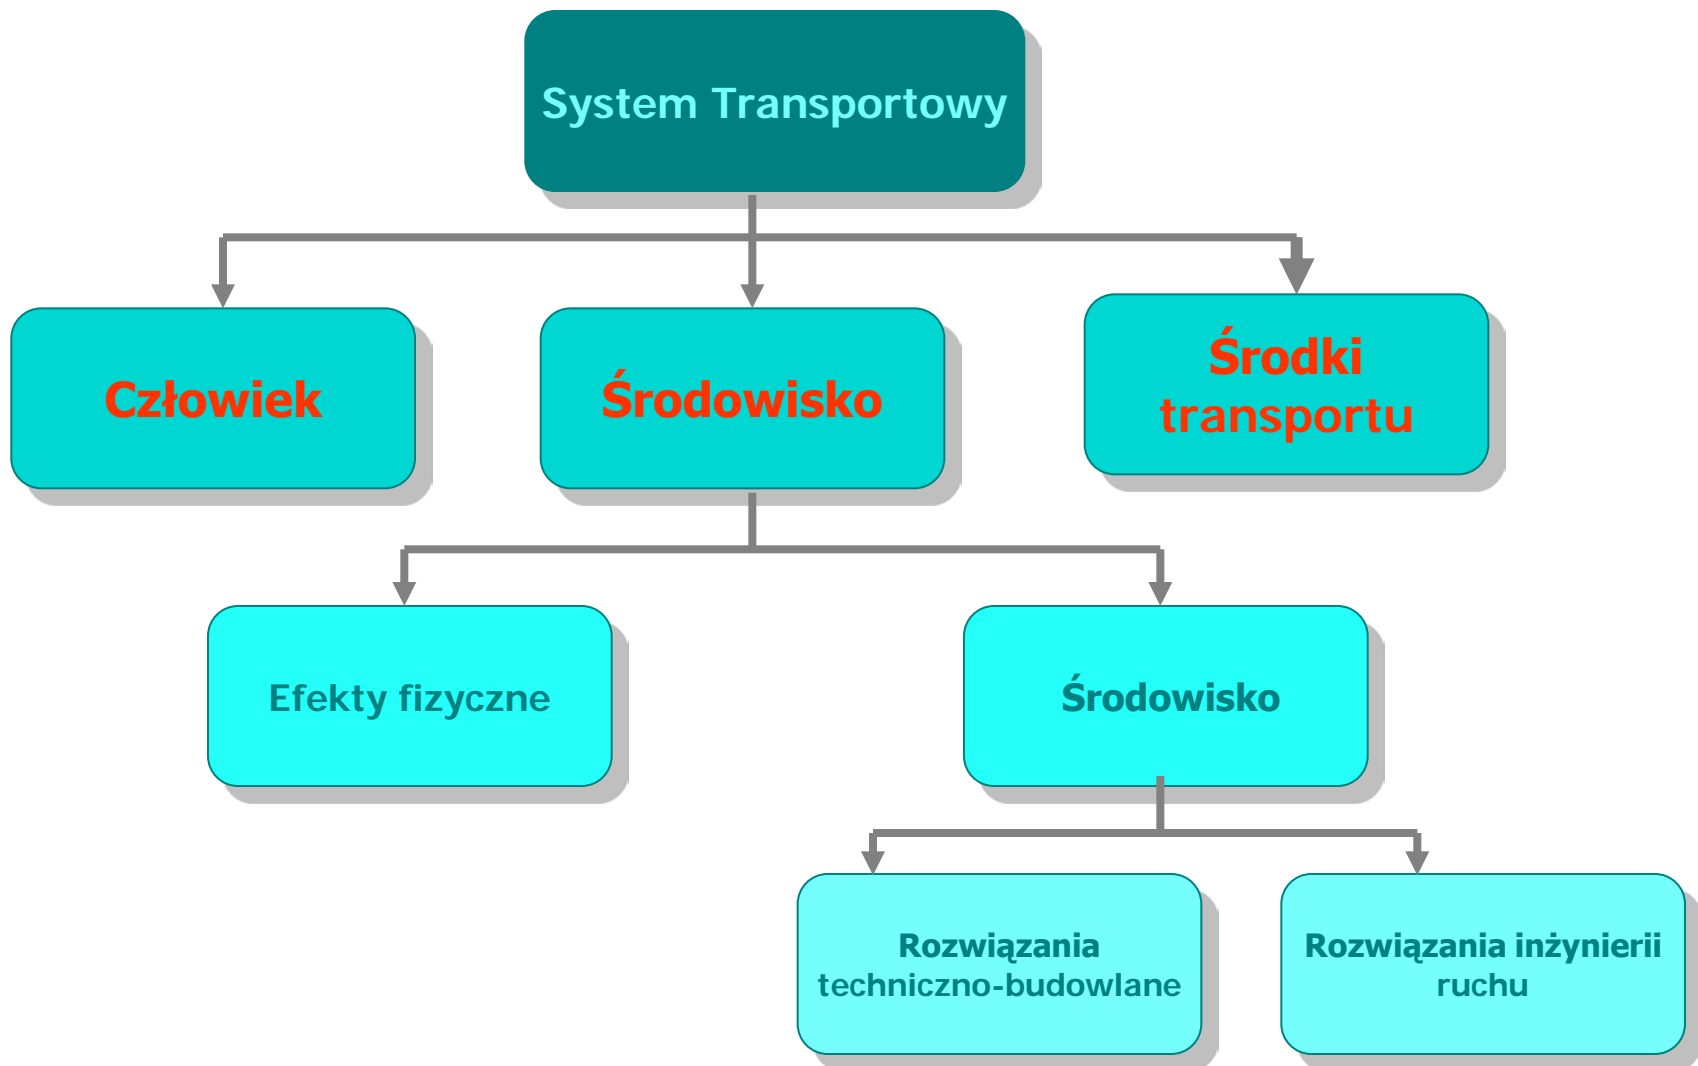 System Transportowy
Człowiek
Środowisko
Środki
transportu
Efekty fizyczne
Środowisko
Rozwiązania
techniczno-budowlane
Rozwiązania inżynierii
ruchu